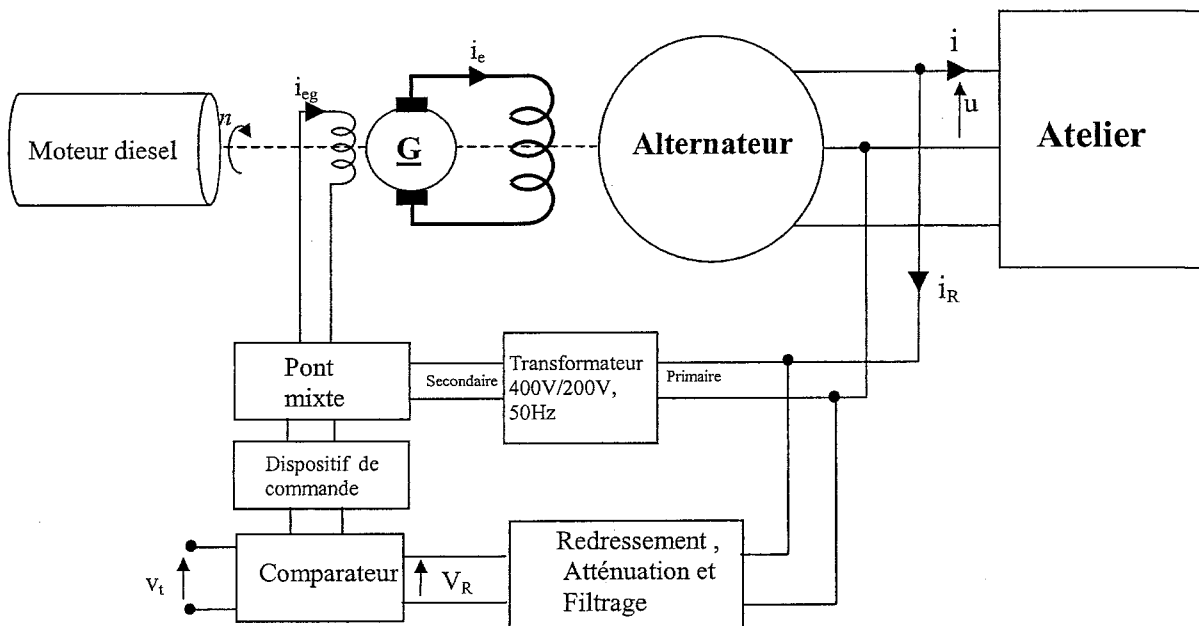 i
i_e
i_eg
n
u
Moteur diesel
G
Alternateur
Atelier
i_R
Pont
mixte
Secondaire
Transformateur
400V/200V,
50Hz
Primaire
Dispositif de
commande
Redressement ,
Atténuation et
Filtrage
Comparateur
v_t
V_R